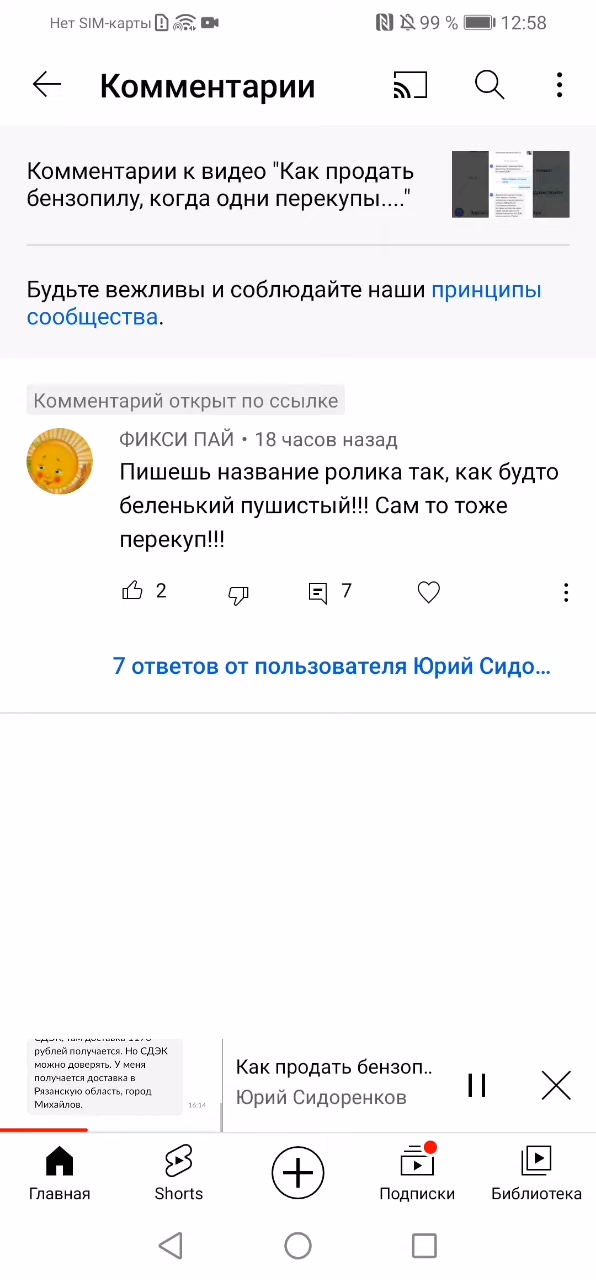 Нет SIM-карты 99 % 12:58
Комментарии
Комментарии к видео "Как продать
бензопилу, когда одни перекупы...."
Будьте вежливы и соблюдайте наши принципы
сообщества.
Комментарий открыт по ссылке
ФИКСИ ПАЙ • 18 часов назад
Пишешь название ролика так, как будто
беленький пушистый!!! Сам то тоже
перекуп!!!
2 7
7 ответов от пользователя Юрий Сидо...
рублей получается. Но СДЭК
можно доверять. У меня
получается доставка в
Рязанскую область, город
Михайлов.
16:14
Как продать бензоп..
Юрий Сидоренков
Главная Shorts Подписки Библиотека